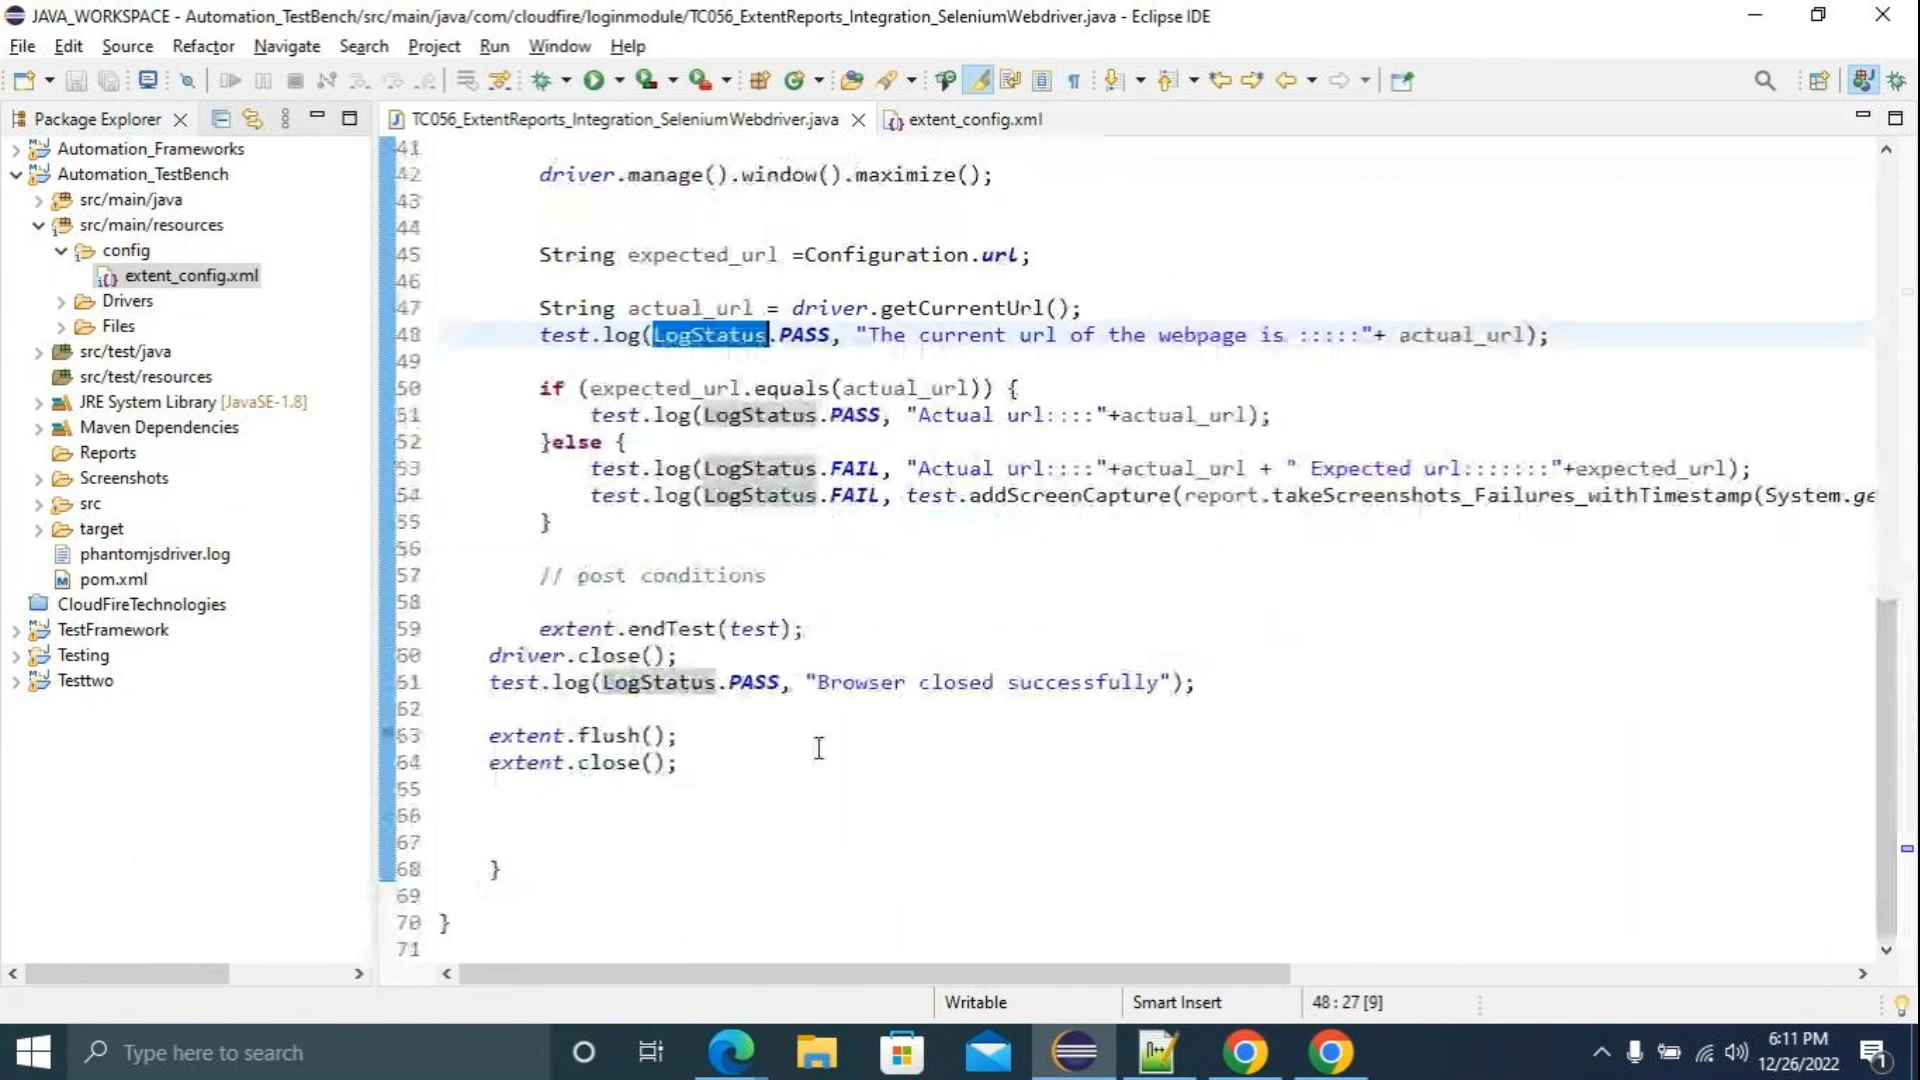 JAVA_WORKSPACE - Automation_TestBench/src/main/java/com/cloudfire/loginmodule/TC056_ExtentReports_Integration_SeleniumWebdriver.java - Eclipse IDE
File Edit Source Refactor Navigate Search Project Run Window Help
Package Explorer
TC056_ExtentReports_Integration_SeleniumWebdriver.java
extent_config.xml
Automation_Frameworks
Automation_TestBench
src/main/java
src/main/resources
config
extent_config.xml
Drivers
Files
src/test/java
src/test/resources
JRE System Library [JavaSE-1.8]
Maven Dependencies
Reports
Screenshots
src
target
phantomjsdriver.log
pom.xml
CloudFireTechnologies
TestFramework
Testing
Testtwo
41
42 driver.manage().window().maximize();
43
44
45 String expected_url =Configuration.url;
46
47 String actual_url = driver.getCurrentUrl();
48 test.log(LogStatus.PASS, "The current url of the webpage is :::::"+ actual_url);
49
50 if (expected_url.equals(actual_url)) {
51 test.log(LogStatus.PASS, "Actual url::::"+actual_url);
52 }else {
53 test.log(LogStatus.FAIL, "Actual url::::"+actual_url + " Expected url:::::::"+expected_url);
54 test.log(LogStatus.FAIL, test.addScreenCapture(report.takeScreenshots_Failures_withTimestamp(System.ge
55 }
56
57 // post conditions
58
59 extent.endTest(test);
60 driver.close();
61 test.log(LogStatus.PASS, "Browser closed successfully");
62
63 extent.flush();
64 extent.close();
65
66
67
68 }
69
70 }
71
Writable
Smart Insert
48 : 27 [9]
Type here to search
6:11 PM
12/26/2022
1